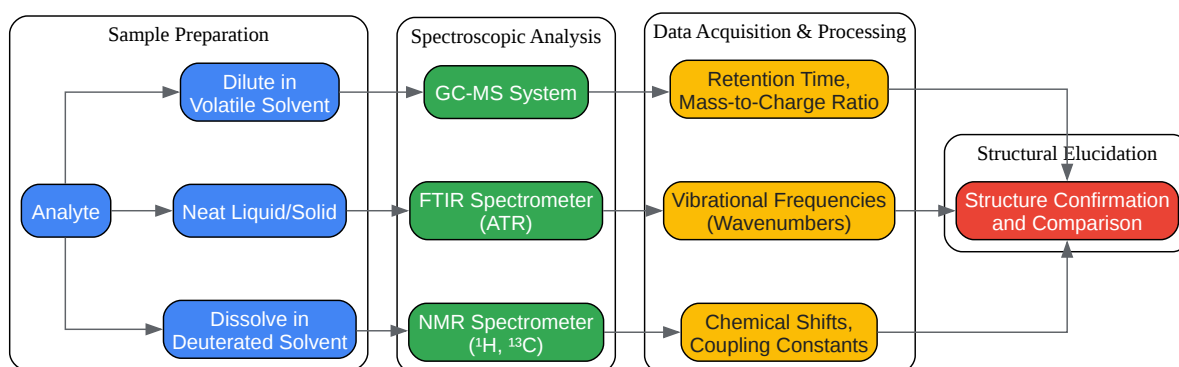 Sample Preparation
Spectroscopic Analysis
Data Acquisition & Processing
Structural Elucidation
Analyte
Dilute in
Volatile Solvent
GC-MS System
Retention Time,
Mass-to-Charge Ratio
Neat Liquid/Solid
FTIR Spectrometer
(ATR)
Vibrational Frequencies
(Wavenumbers)
Structure Confirmation
and Comparison
Dissolve in
Deuterated Solvent
NMR Spectrometer
(¹H, ¹³C)
Chemical Shifts,
Coupling Constants